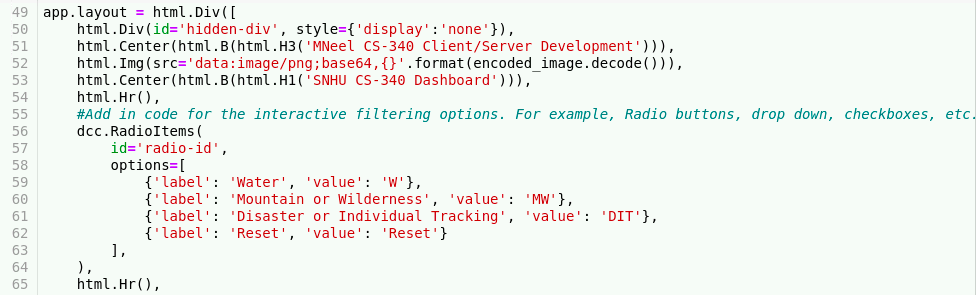 49 app.layout = html.Div([
50     html.Div(id='hidden-div', style={'display':'none'}),
51     html.Center(html.B(html.H3('MNeel CS-340 Client/Server Development'))),
52     html.Img(src='data:image/png;base64,{}'.format(encoded_image.decode())),
53     html.Center(html.B(html.H1('SNHU CS-340 Dashboard'))),
54     html.Hr(),
55     #Add in code for the interactive filtering options. For example, Radio buttons, drop down, checkboxes, etc.
56     dcc.RadioItems(
57         id='radio-id',
58         options=[
59             {'label': 'Water', 'value': 'W'},
60             {'label': 'Mountain or Wilderness', 'value': 'MW'},
61             {'label': 'Disaster or Individual Tracking', 'value': 'DIT'},
62             {'label': 'Reset', 'value': 'Reset'}
63         ],
64     ),
65     html.Hr(),